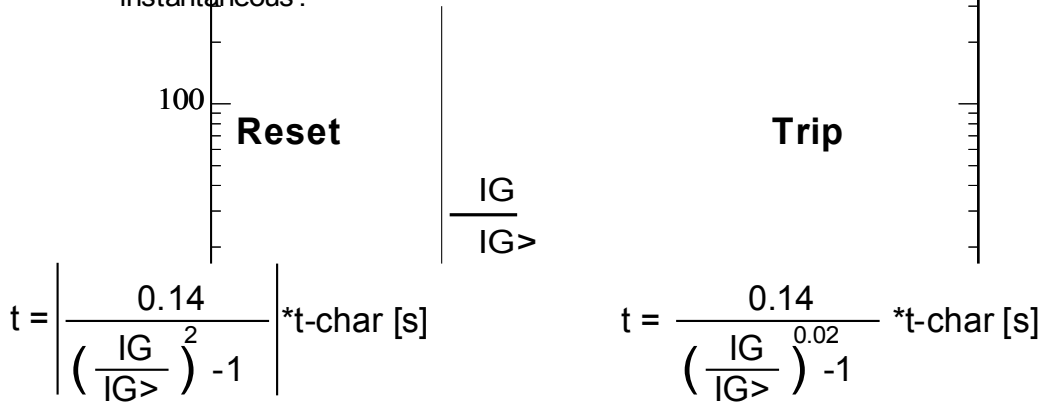 instantaneous.
100
Reset Trip
IG
IG>
t = | 0.14 / ( IG / IG> )^2 -1 | *t-char [s]
t = 0.14 / ( IG / IG> )^0.02 -1 *t-char [s]